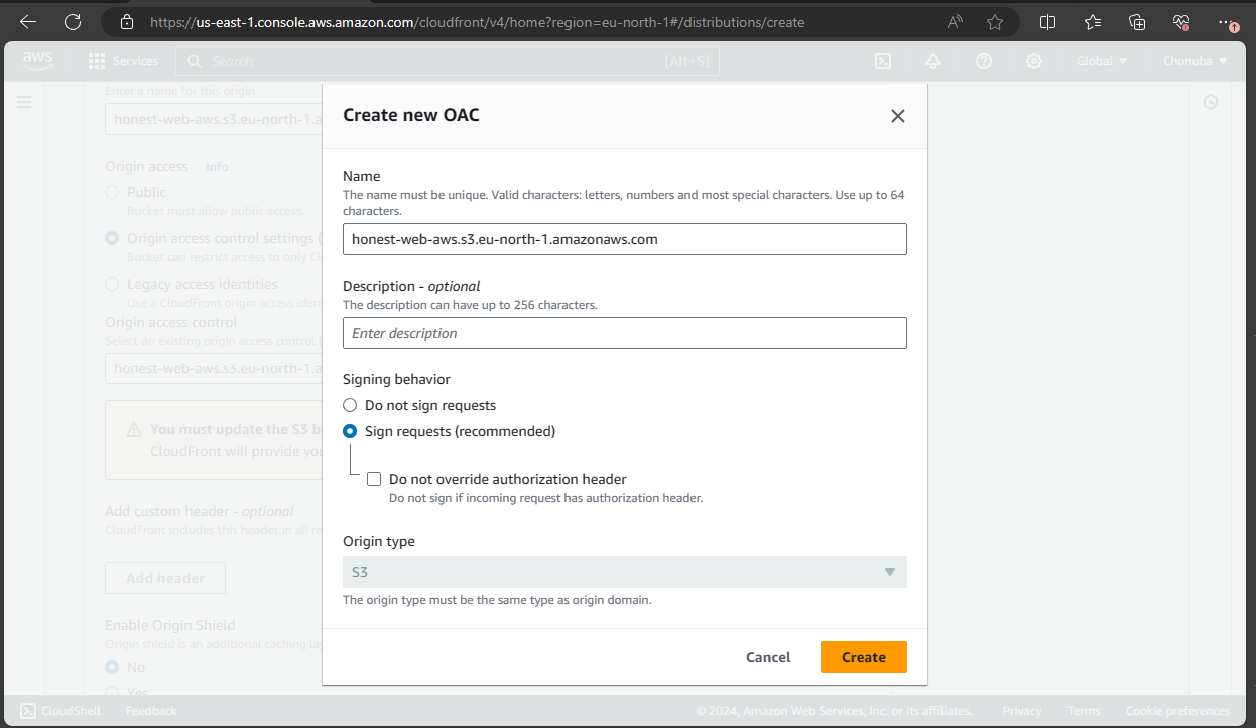 https://us-east-1.console.aws.amazon.com/cloudfront/v4/home?region=eu-north-1#/distributions/create
aws
Services
Search
[Alt+S]
Global
Chonuba
Enter a name for this origin.
honest-web-aws.s3.eu-north-1.a
Origin access Info
Public
Bucket must allow public access.
Origin access control settings (
Bucket can restrict access to only Cl
Legacy access identities
Use a CloudFront origin access iden
Origin access control
Select an existing origin access control (
honest-web-aws.s3.eu-north-1.a
You must update the S3 b
CloudFront will provide you
Add custom header - optional
CloudFront includes this header in all re
Add header
Enable Origin Shield
Origin shield is an additional caching lay
No
Yes
Create new OAC
Name
The name must be unique. Valid characters: letters, numbers and most special characters. Use up to 64
characters.
honest-web-aws.s3.eu-north-1.amazonaws.com
Description - optional
The description can have up to 256 characters.
Enter description
Signing behavior
Do not sign requests
Sign requests (recommended)
Do not override authorization header
Do not sign if incoming request has authorization header.
Origin type
S3
The origin type must be the same type as origin domain.
Cancel
Create
CloudShell
Feedback
© 2024, Amazon Web Services, Inc. or its affiliates.
Privacy
Terms
Cookie preferences